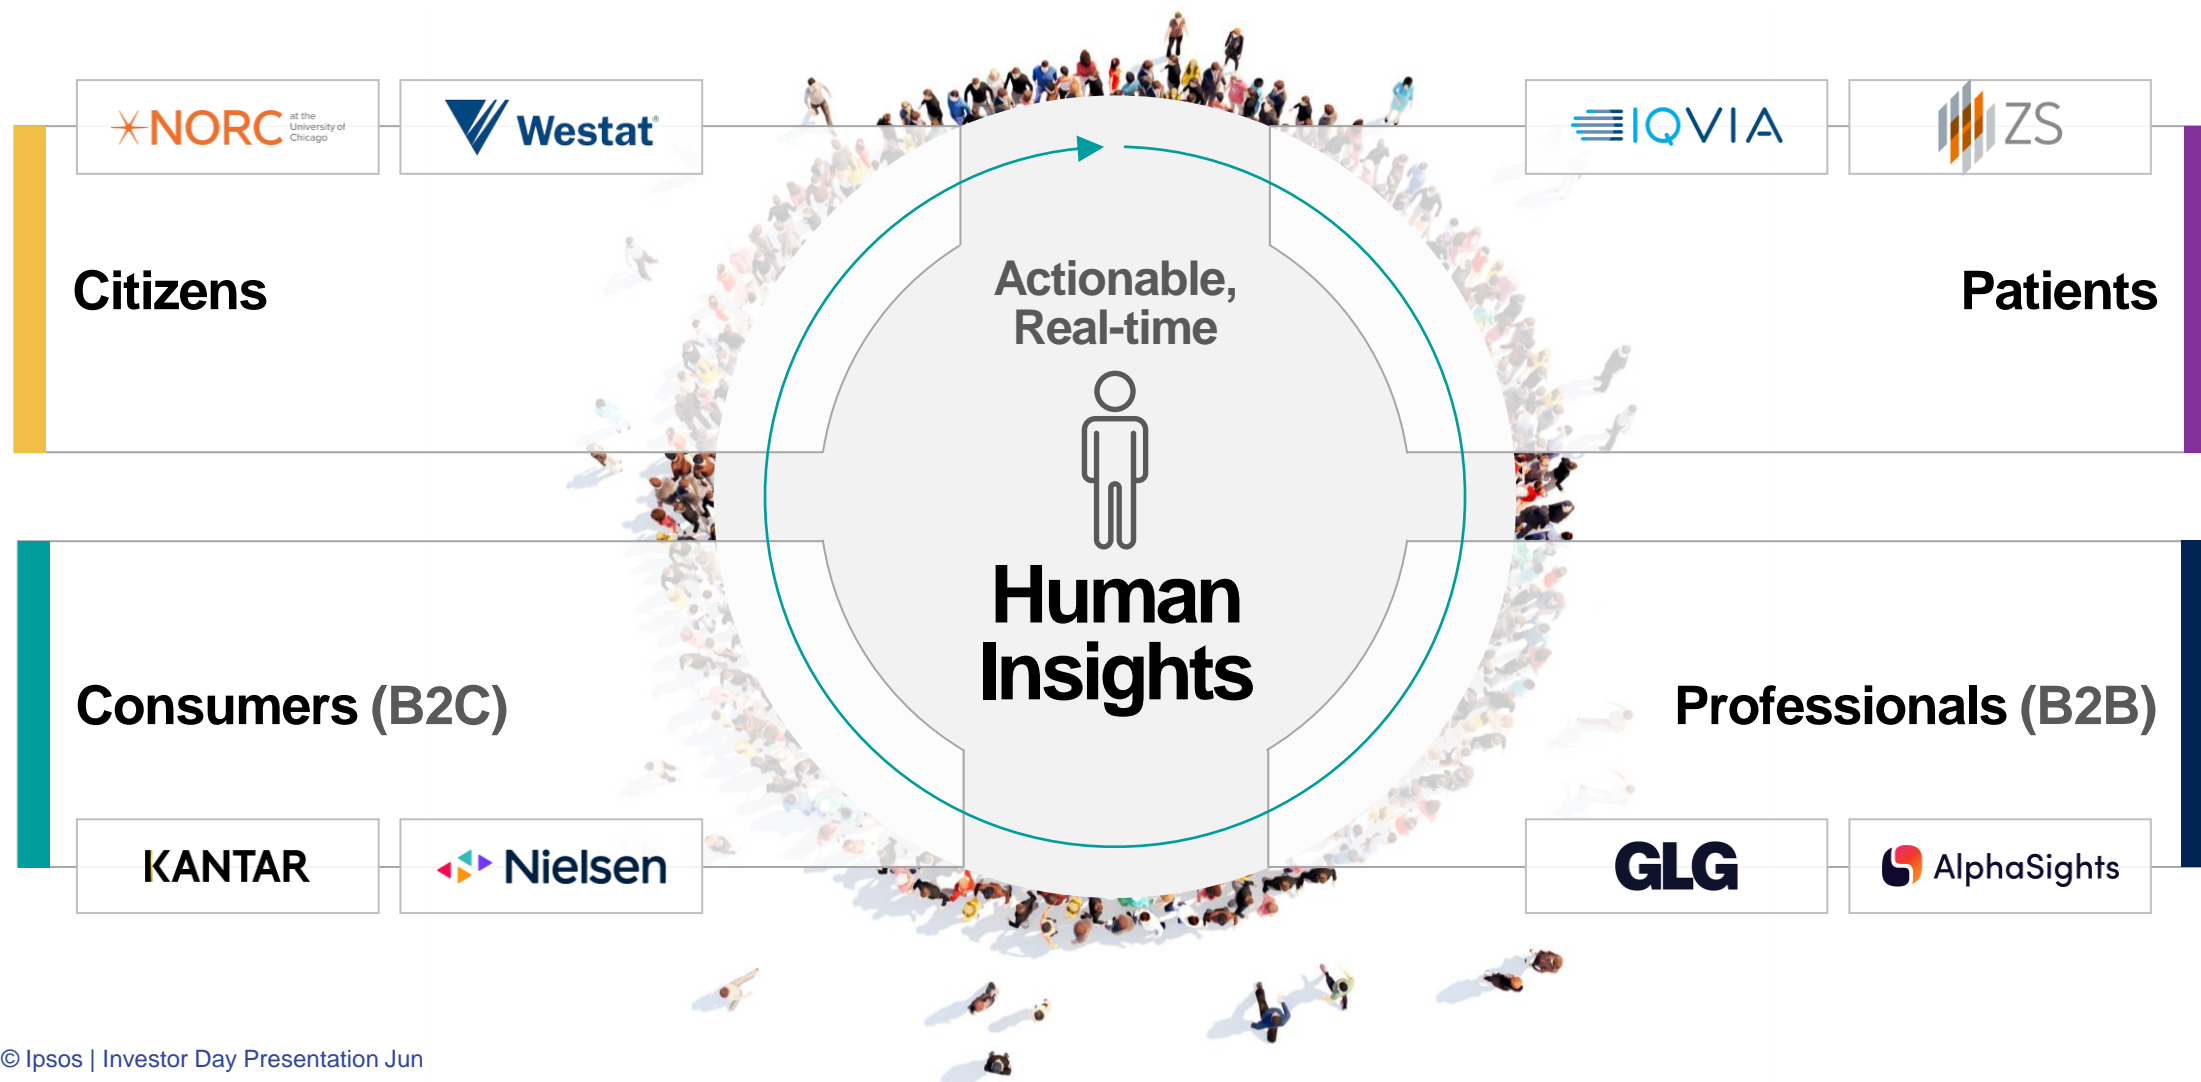 NORC at the
University of
Chicago
Westat®
IQVIA
ZS
Citizens
Actionable,
Real-time
Patients
Human
Insights
Consumers (B2C)
Professionals (B2B)
KANTAR
Nielsen
GLG
AlphaSights
© Ipsos | Investor Day Presentation Jun